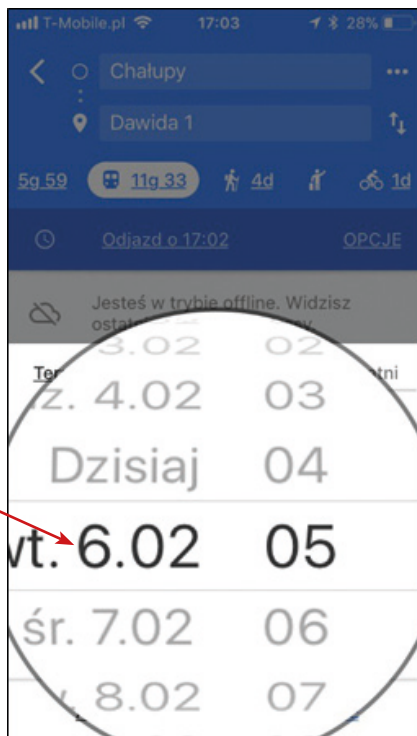 T-Mobile.pl 17:03 28%
Chałupy
Dawida 1
5g 59 11g 33 4d 1d
Odjazd o 17:02 OPCJE
Jesteś w trybie offline. Widzisz
3.02 02
4.02 03
Dzisiaj 04
wt. 6.02 05
śr. 7.02 06
8.02 07